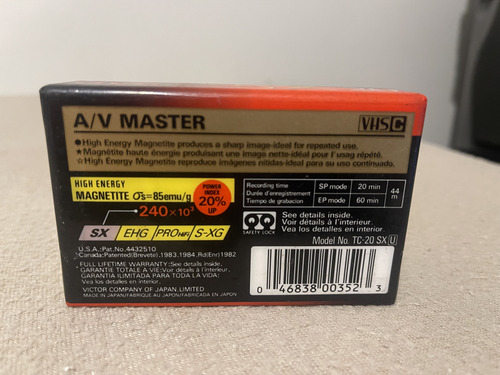 A/V MASTER
VHS C
●High Energy Magnetite produces a sharp image-ideal for repeated use.
★Magnétite haute énergie produisant une image nette-idéal pour l'usag répété.
☆High Energy Magnetite reproduce imágenes nítidas-ideal para su uso continuado.
HIGH ENERGY
MAGNETITE σs=85emu/g
240×10³
POWER
INDEX
20%
UP
SX EHG PRO HiFi S-XG
Recording time
Durée d'enregistrement
Tiempo de grabacion
SP mode 20 min
EP mode 60 min
44
m
SAFETY LOCK
See details inside.
Voir détails à l'interieur.
Vea los detalles en interior.
Model No. TC-20 SX U
U.S.A.:Pat.No.4432510
Canada:Patented(Brevete),1983,1984,Rd(Enr)1982
FULL LIFETIME WARRANTY:See details inside.
GARANTIE TOTALE A VIE:Voir détails à l'interieur.
GARANTIA ILIMITADA PARA TODA LA VIDA:
Vea los detalles en interior.
VICTOR COMPANY OF JAPAN,LIMITED
MADE IN JAPAN/FABRIQUÉ AU JAPON/FABRICADA EN JAPON
0 46838 00352 3